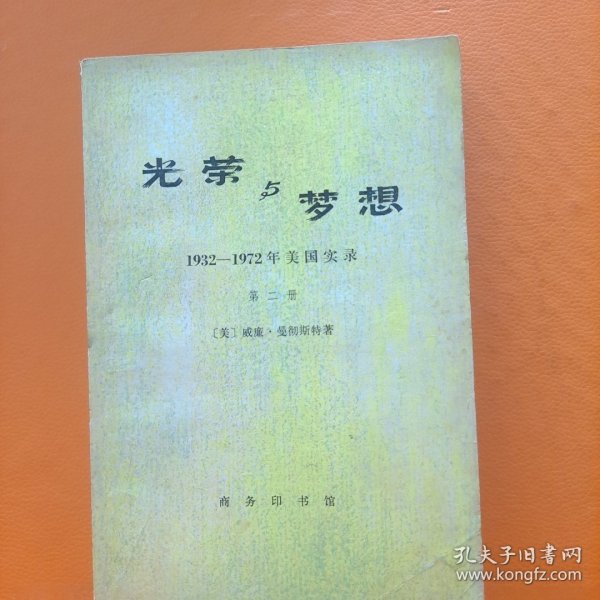 光荣与梦想
1932—1972年美国实录
第二册
〔美〕威廉·曼彻斯特著
商务印书馆
孔夫子旧书网
www.kongfz.com